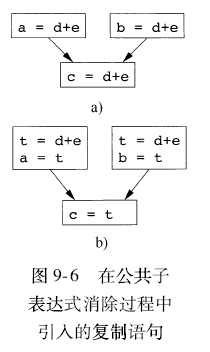 a = d+e
b = d+e
c = d+e
a)
t = d+e
a = t
t = d+e
b = t
c = t
b)
图 9-6 在公共子
表达式消除过程中
引入的复制语句